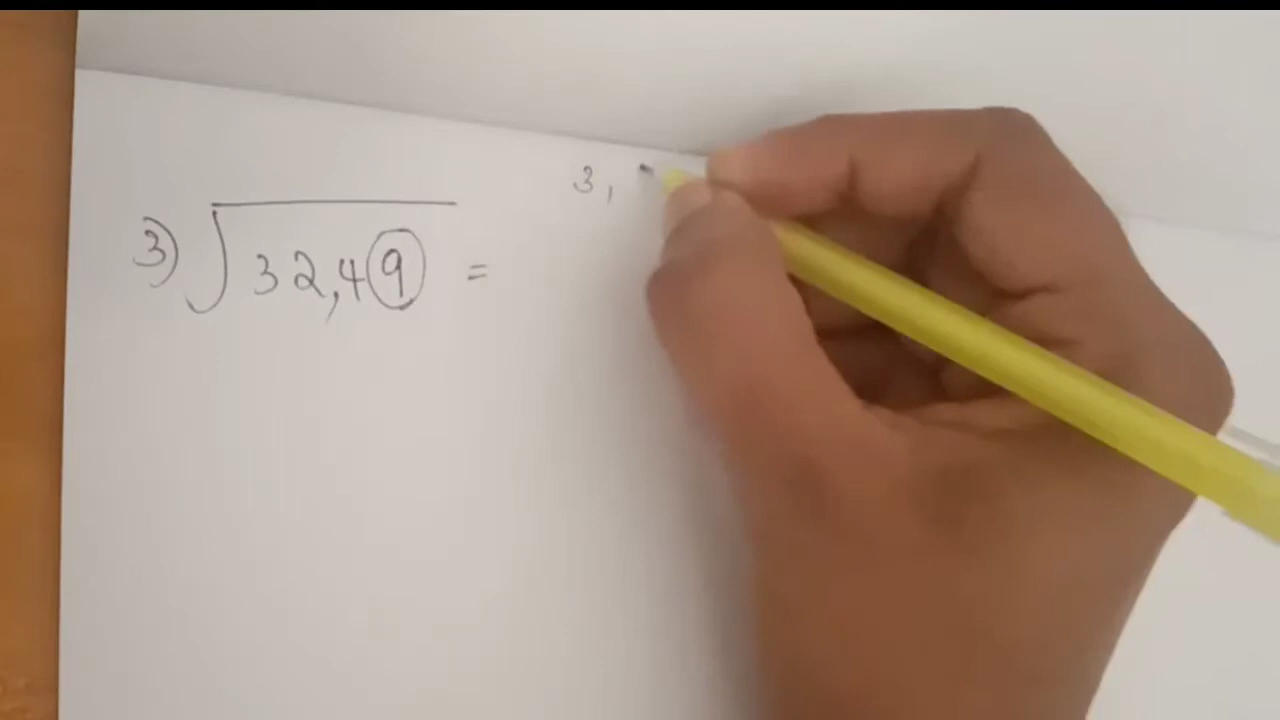 3,
3) √32,49 =